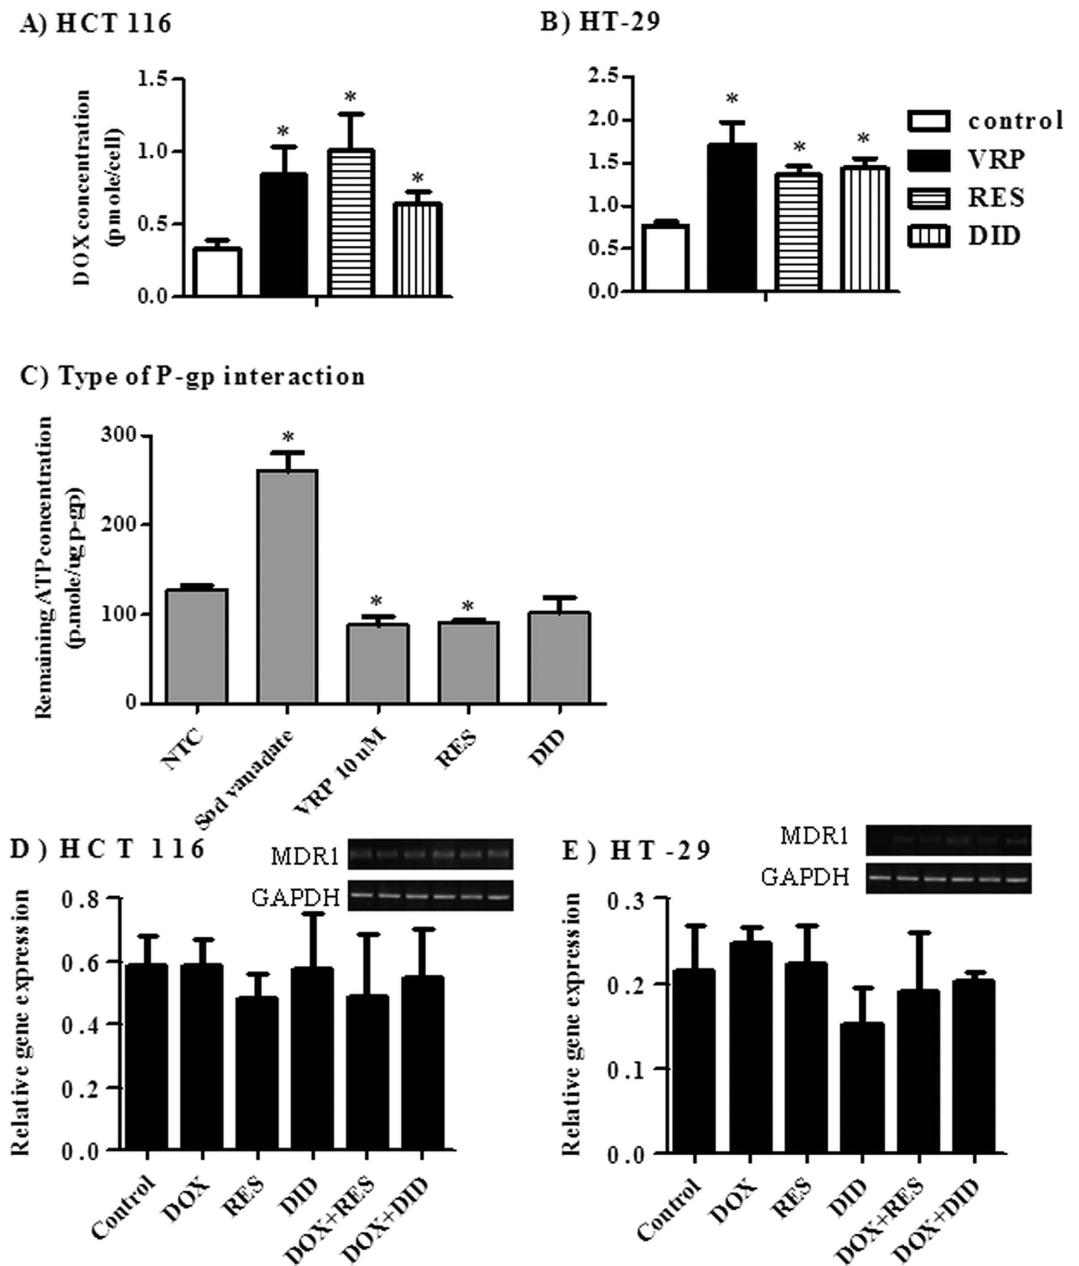 A) HCT 116
B) HT-29
DOX concentration
(pmole/cell)
1.5
1.0
0.5
0.0
*
*
*
2.5
2.0
1.5
1.0
0.5
0.0
*
*
*
control
VRP
RES
DID
C) Type of P-gp interaction
Remaining ATP concentration
(p.mole/ug p-gp)
300
200
100
0
*
*
*
NTC
Sod vanadate
VRP 10 uM
RES
DID
D) HCT 116
MDR1
GAPDH
Relative gene expression
0.8
0.6
0.4
0.2
0.0
Control
DOX
RES
DID
DOX+RES
DOX+DID
E) HT -29
MDR1
GAPDH
Relative gene expression
0.3
0.2
0.1
0.0
Control
DOX
RES
DID
DOX+RES
DOX+DID